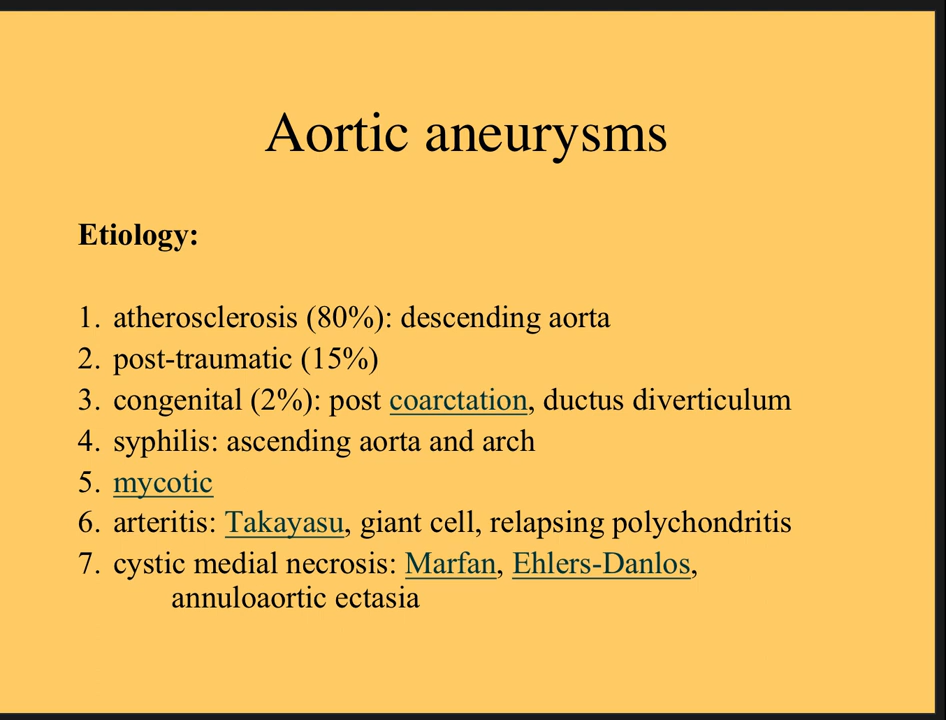 Aortic aneurysms
Etiology:
1. atherosclerosis (80%): descending aorta
2. post-traumatic (15%)
3. congenital (2%): post coarctation, ductus diverticulum
4. syphilis: ascending aorta and arch
5. mycotic
6. arteritis: Takayasu, giant cell, relapsing polychondritis
7. cystic medial necrosis: Marfan, Ehlers-Danlos,
annuloaortic ectasia